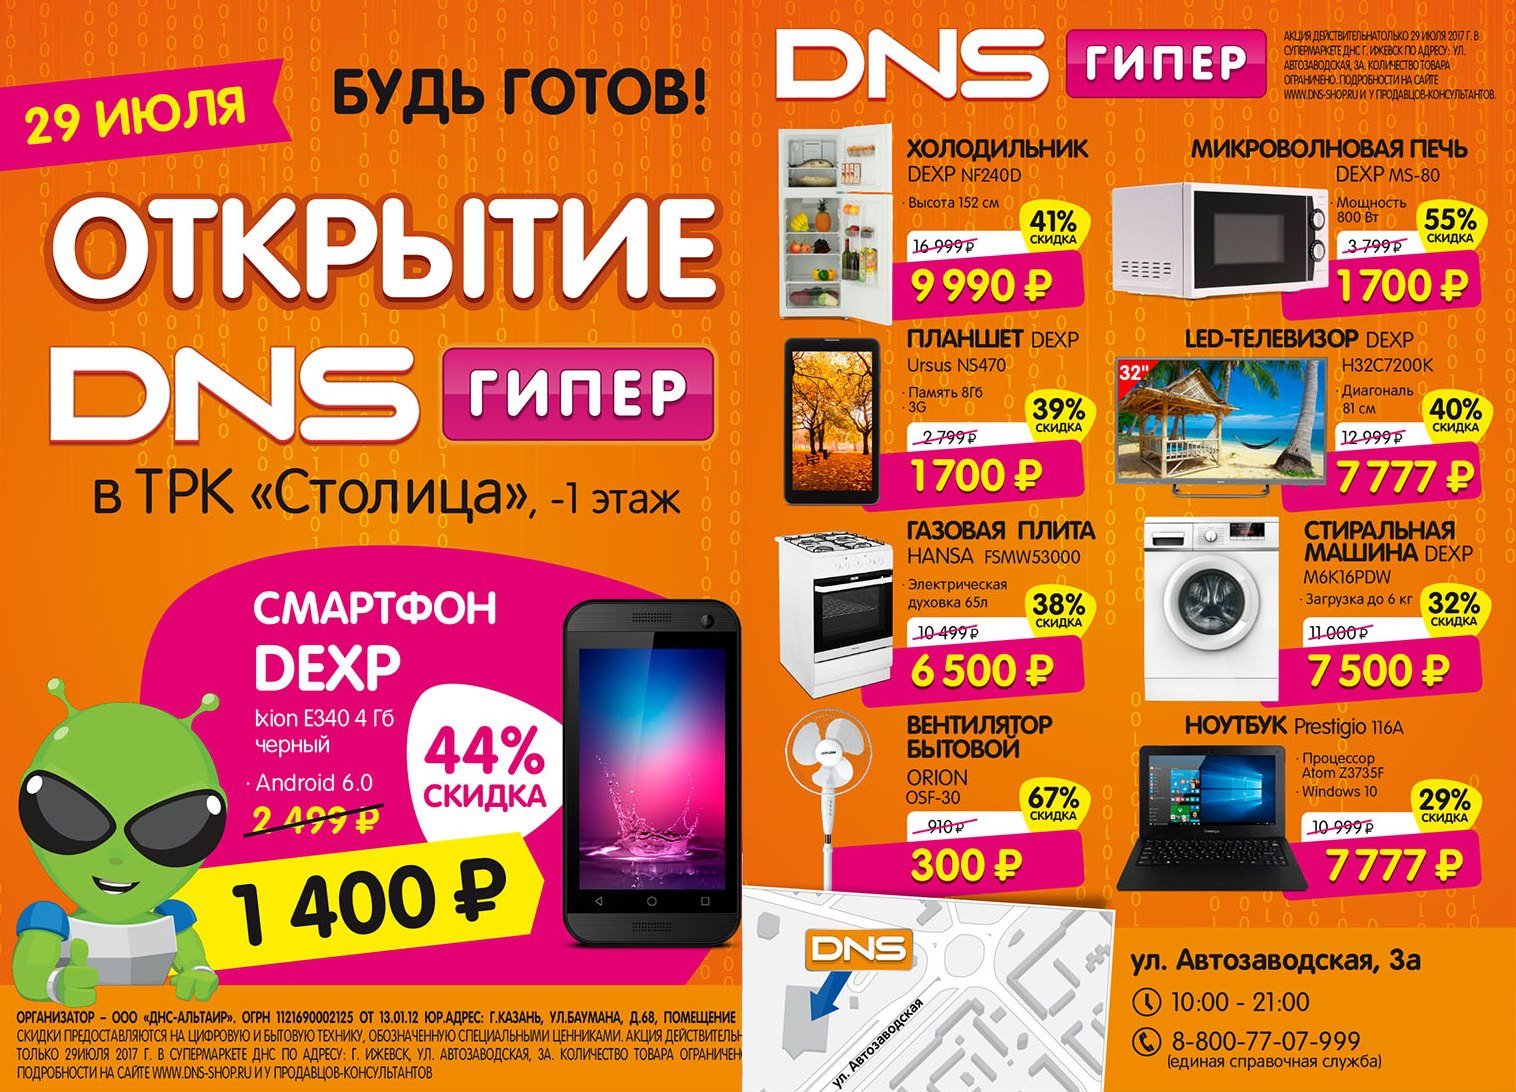 29 ИЮЛЯ
БУДЬ ГОТОВ!
ОТКРЫТИЕ
DNS ГИПЕР
в ТРК «Столица», -1 этаж
СМАРТФОН
DEXP
Ixion E340 4 Гб
черный
· Android 6.0
2 499 ₽
44%
СКИДКА
1 400 ₽
ОРГАНИЗАТОР – ООО «ДНС-АЛЬТАИР». ОГРН 1121690002125 ОТ 13.01.12 ЮР.АДРЕС: Г.КАЗАНЬ, УЛ.БАУМАНА, Д.68, ПОМЕЩЕНИЕ
СКИДКИ ПРЕДОСТАВЛЯЮТСЯ НА ЦИФРОВУЮ И БЫТОВУЮ ТЕХНИКУ, ОБОЗНАЧЕННУЮ СПЕЦИАЛЬНЫМИ ЦЕННИКАМИ. АКЦИЯ ДЕЙСТВИТЕЛЬН
ТОЛЬКО 29ИЮЛЯ 2017 Г. В СУПЕРМАРКЕТЕ ДНС ПО АДРЕСУ: Г. ИЖЕВСК, УЛ. АВТОЗАВОДСКАЯ, 3А. КОЛИЧЕСТВО ТОВАРА ОГРАНИЧЕН
ПОДРОБНОСТИ НА САЙТЕ WWW.DNS-SHOP.RU И У ПРОДАВЦОВ-КОНСУЛЬТАНТОВ
DNS ГИПЕР
АКЦИЯ ДЕЙСТВИТЕЛЬНАТОЛЬКО 29 ИЮЛЯ 2017 Г. В
СУПЕРМАРКЕТЕ ДНС Г. ИЖЕВСК ПО АДРЕСУ: УЛ.
АВТОЗАВОДСКАЯ, 3А. КОЛИЧЕСТВО ТОВАРА
ОГРАНИЧЕНО. ПОДРОБНОСТИ НА САЙТЕ
WWW.DNS-SHOP.RU И У ПРОДАВЦОВ-КОНСУЛЬТАНТОВ.
ХОЛОДИЛЬНИК
DEXP NF240D
· Высота 152 см
41%
СКИДКА
16 999 ₽
9 990 ₽
МИКРОВОЛНОВАЯ ПЕЧЬ
DEXP MS-80
· Мощность
800 Вт
55%
СКИДКА
3 799 ₽
1700 ₽
ПЛАНШЕТ DEXP
Ursus NS470
· Память 8Гб
· 3G
39%
СКИДКА
2 799 ₽
1700 ₽
LED-ТЕЛЕВИЗОР DEXP
H32C7200K
32"
· Диагональ
81 см
40%
СКИДКА
12 999 ₽
7 777 ₽
ГАЗОВАЯ ПЛИТА
HANSA FSMW53000
· Электрическая
духовка 65л
38%
СКИДКА
10 499 ₽
6 500 ₽
СТИРАЛЬНАЯ
МАШИНА DEXP
M6K16PDW
· Загрузка до 6 кг
32%
СКИДКА
11 000 ₽
7 500 ₽
ВЕНТИЛЯТОР
БЫТОВОЙ
ORION
OSF-30
67%
СКИДКА
910 ₽
300 ₽
НОУТБУК Prestigio 116A
· Процессор
Atom Z3735F
· Windows 10
29%
СКИДКА
10 999 ₽
7 777 ₽
DNS
ул. Автозаводская
ул. Автозаводская, 3а
10:00 - 21:00
8-800-77-07-999
(единая справочная служба)